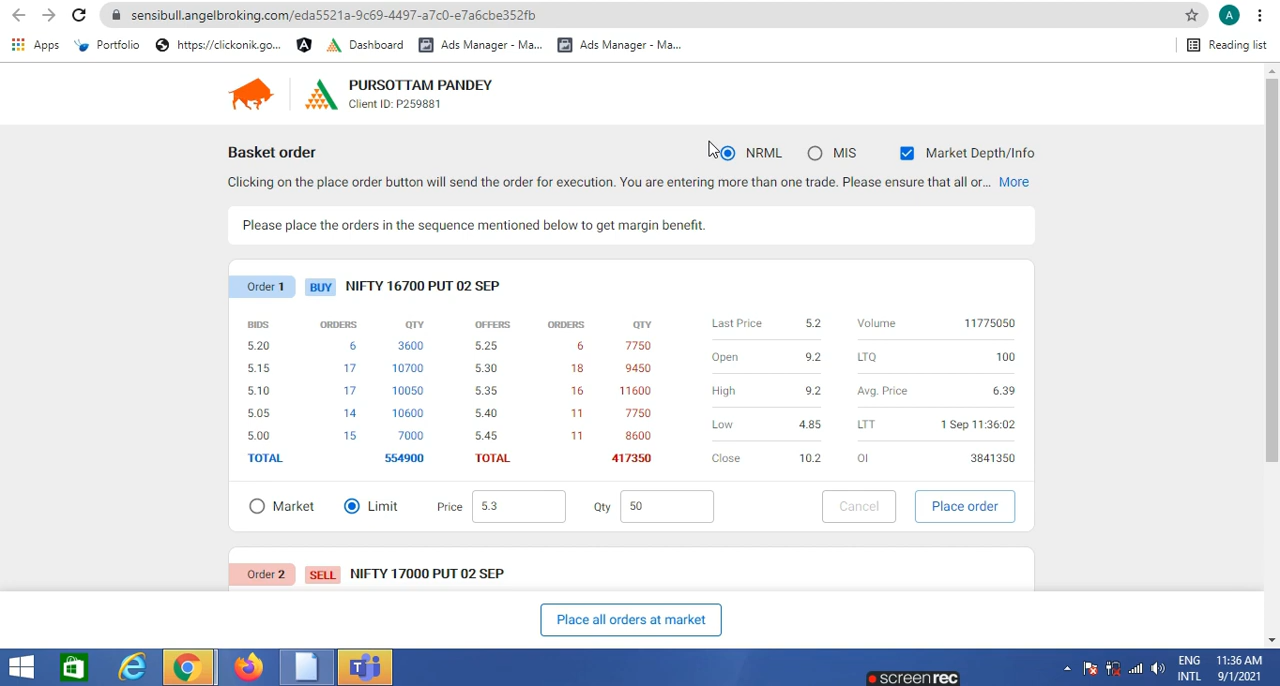 sensibull.angelbroking.com/eda5521a-9c69-4497-a7c0-e7a6cbe352fb
A
Apps Portfolio https://clickonik.go... A Dashboard Ads Manager - Ma... Ads Manager - Ma... Reading list
PURSOTTAM PANDEY
Client ID: P259881
Basket order NRML MIS Market Depth/Info
Clicking on the place order button will send the order for execution. You are entering more than one trade. Please ensure that all or... More
Please place the orders in the sequence mentioned below to get margin benefit.
Order 1 BUY NIFTY 16700 PUT 02 SEP
BIDS ORDERS QTY OFFERS ORDERS QTY Last Price 5.2 Volume 11775050
5.20 6 3600 5.25 6 7750
5.15 17 10700 5.30 18 9450 Open 9.2 LTQ 100
5.10 17 10050 5.35 16 11600 High 9.2 Avg. Price 6.39
5.05 14 10600 5.40 11 7750 Low 4.85 LTT 1 Sep 11:36:02
5.00 15 7000 5.45 11 8600
TOTAL 554900 TOTAL 417350 Close 10.2 OI 3841350
Market Limit Price 5.3 Qty 50 Cancel Place order
Order 2 SELL NIFTY 17000 PUT 02 SEP
Place all orders at market
ENG 11:36 AM
INTL 9/1/2021
screenrec